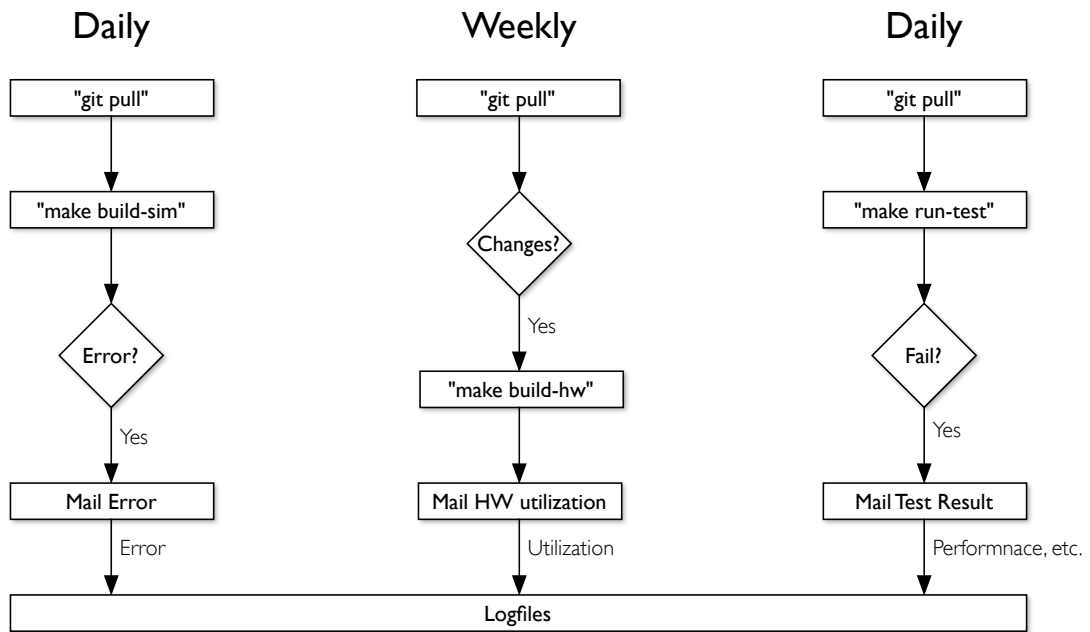 Daily
Weekly
Daily
"git pull"
"git pull"
"git pull"
"make build-sim"
Changes?
"make run-test"
Error?
Yes
Fail?
"make build-hw"
Yes
Yes
Mail Error
Mail HW utilization
Mail Test Result
Error
Utilization
Performnace, etc.
Logfiles